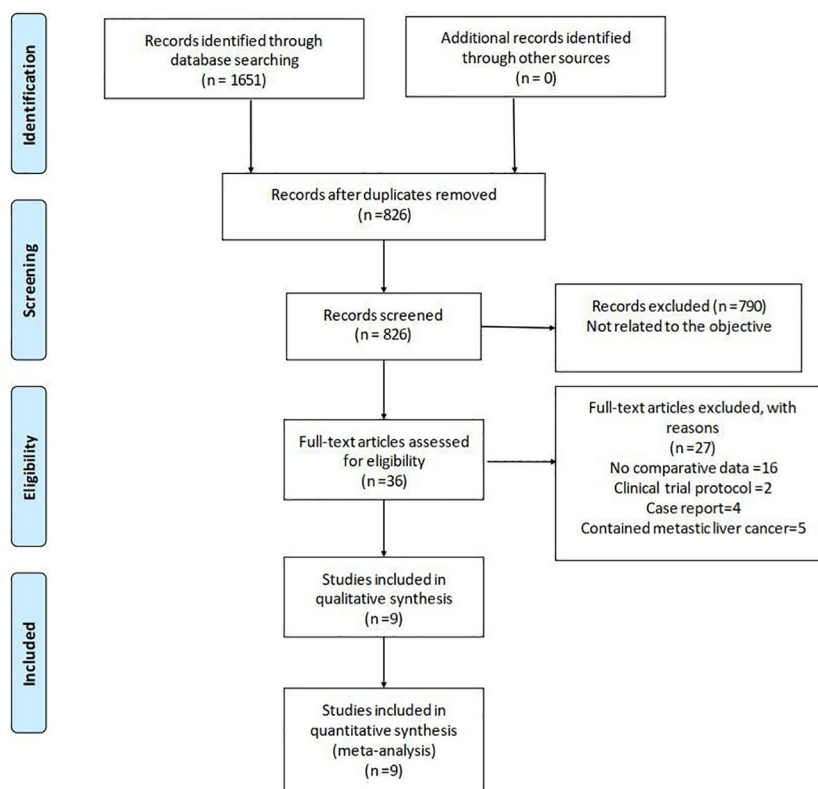 Identification
Records identified through
database searching
(n = 1651)
Additional records identified
through other sources
(n = 0)
Records after duplicates removed
(n =826)
Screening
Records screened
(n = 826)
Records excluded (n =790)
Not related to the objective
Eligibility
Full-text articles assessed
for eligibility
(n =36)
Full-text articles excluded, with
reasons
(n =27)
No comparative data =16
Clinical trial protocol =2
Case report=4
Contained metastic liver cancer=5
Included
Studies included in
qualitative synthesis
(n =9)
Studies included in
quantitative synthesis
(meta-analysis)
(n =9)